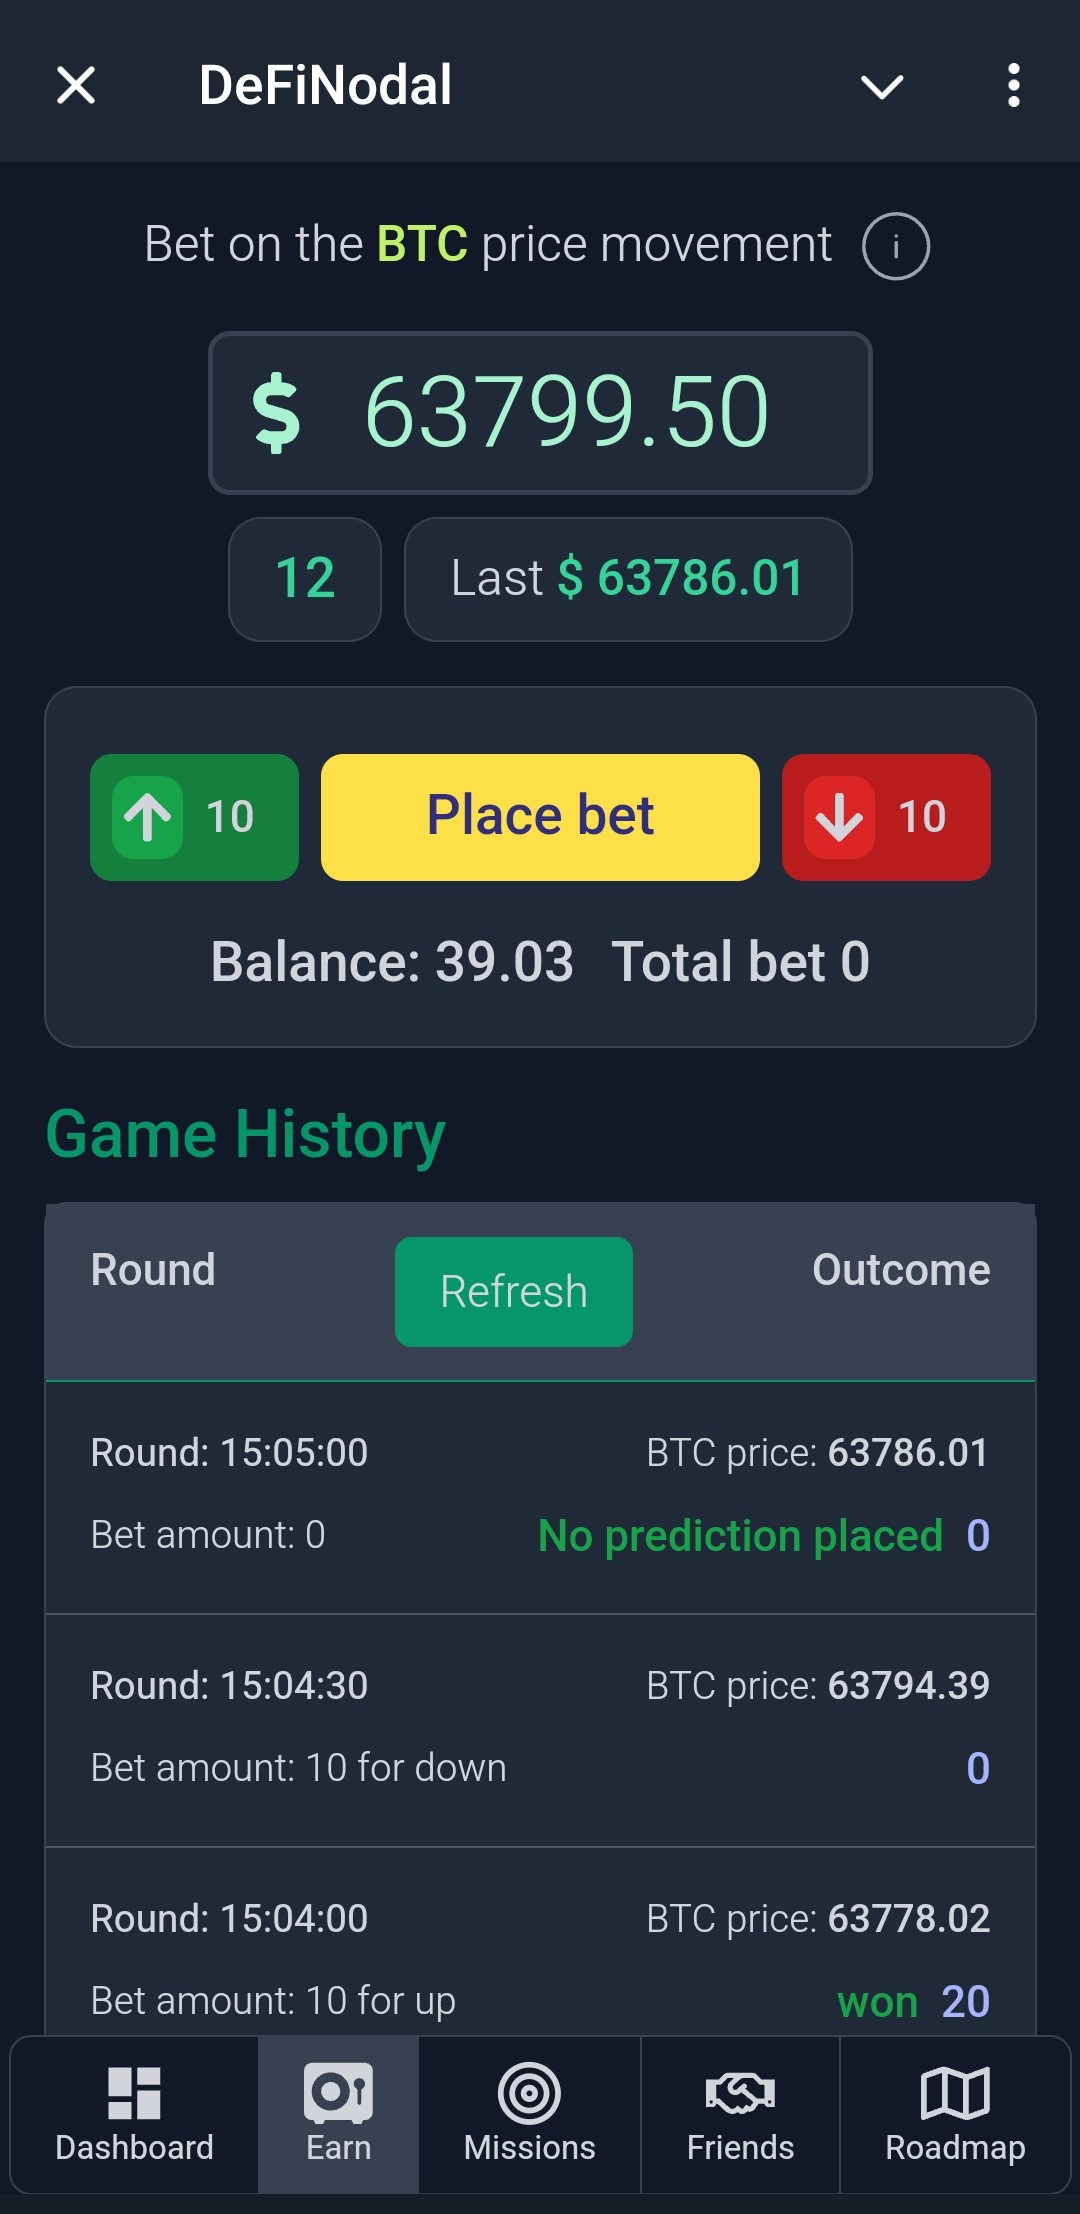 DeFiNodal
Bet on the BTC price movement i
$ 63799.50
12 Last $ 63786.01
10 Place bet 10
Balance: 39.03 Total bet 0
Game History
Round Refresh Outcome
Round: 15:05:00 BTC price: 63786.01
Bet amount: 0 No prediction placed 0
Round: 15:04:30 BTC price: 63794.39
Bet amount: 10 for down 0
Round: 15:04:00 BTC price: 63778.02
Bet amount: 10 for up won 20
Dashboard Earn Missions Friends Roadmap